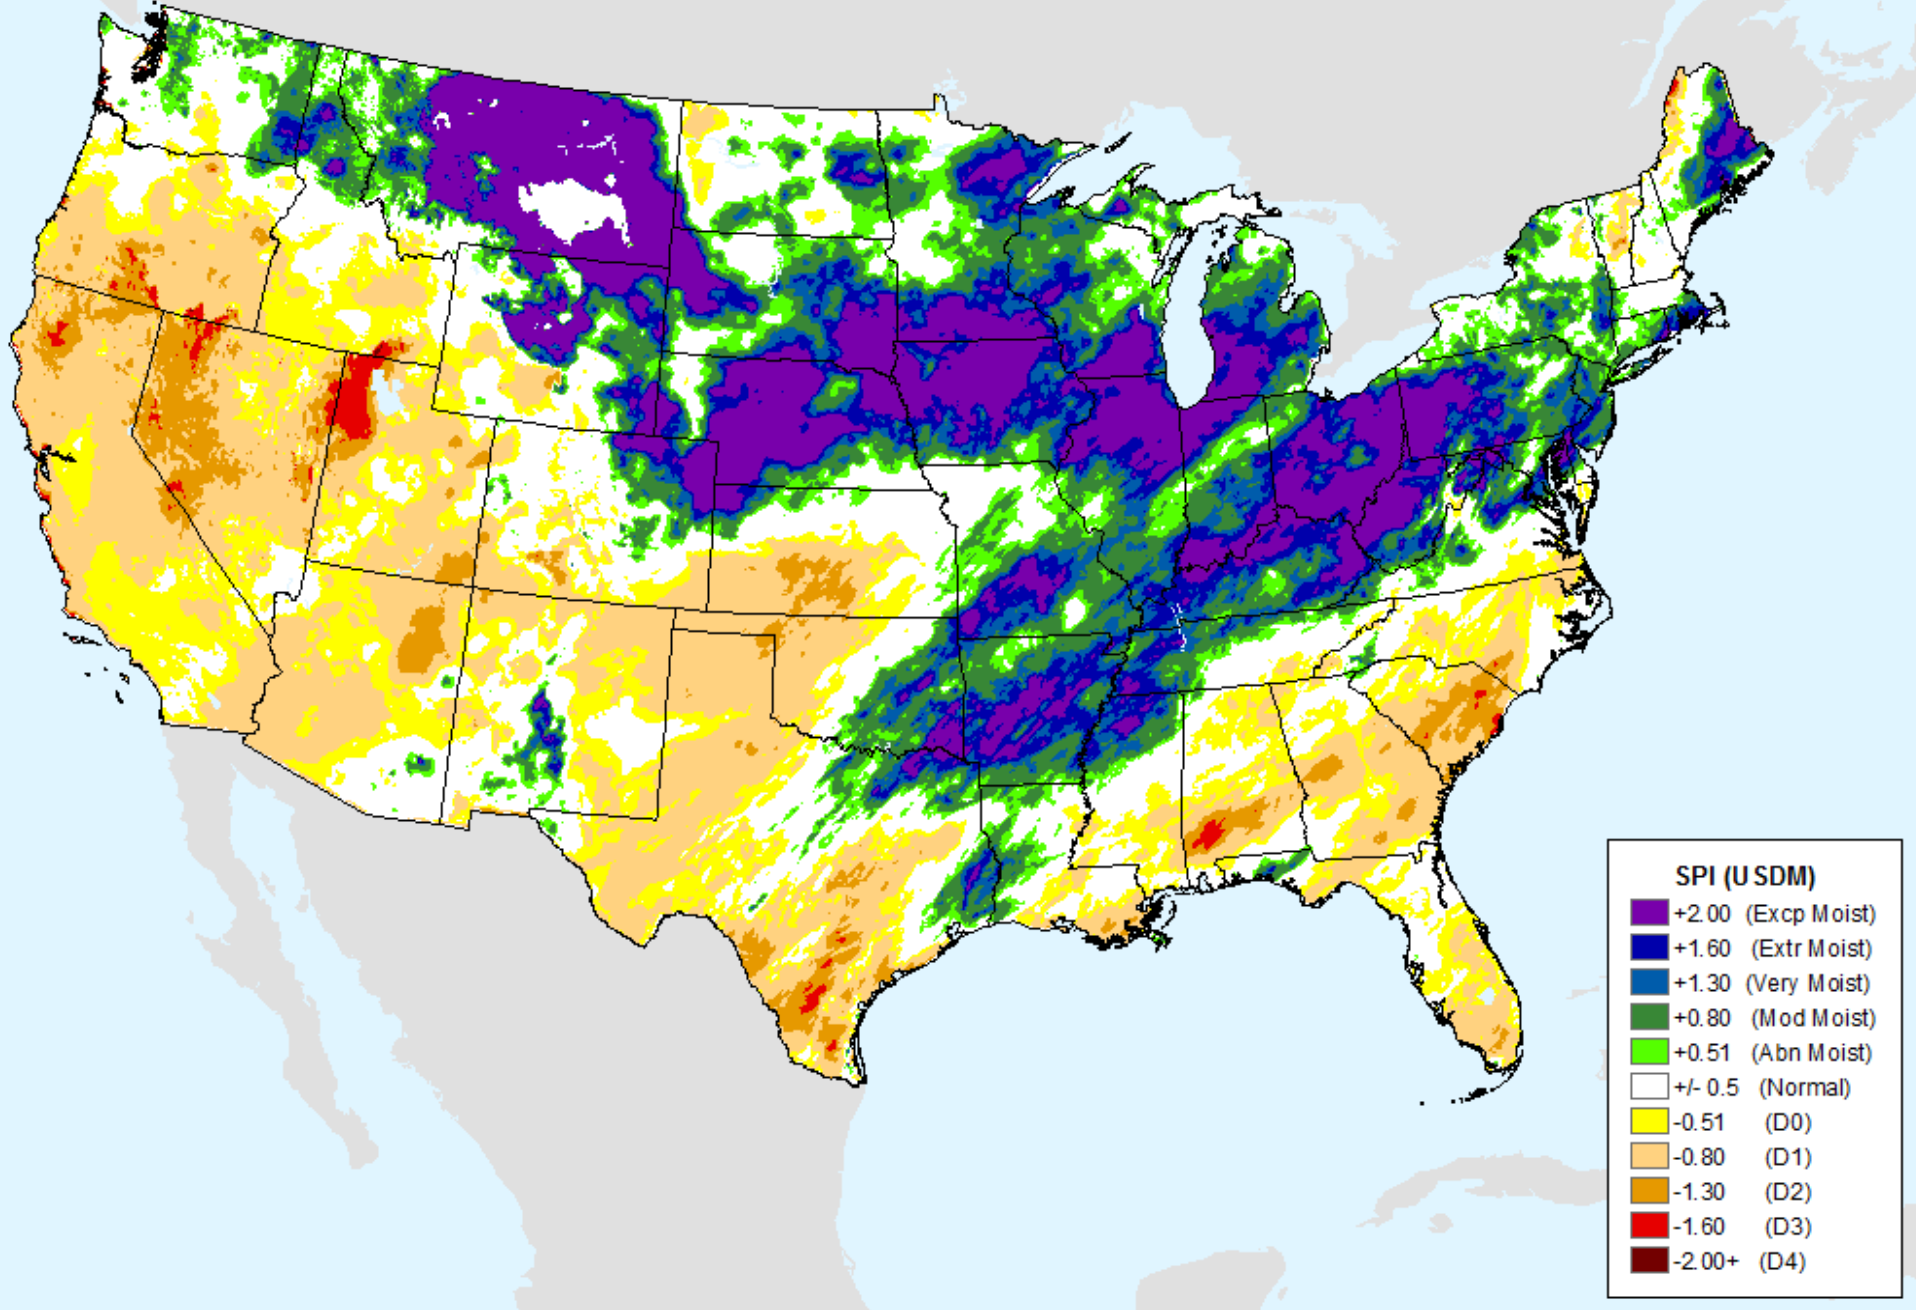 SPI (USDM)
+2.00 (Excp Moist)
+1.60 (Extr Moist)
+1.30 (Very Moist)
+0.80 (Mod Moist)
+0.51 (Abn Moist)
+/- 0.5 (Normal)
-0.51 (D0)
-0.80 (D1)
-1.30 (D2)
-1.60 (D3)
-2.00+ (D4)